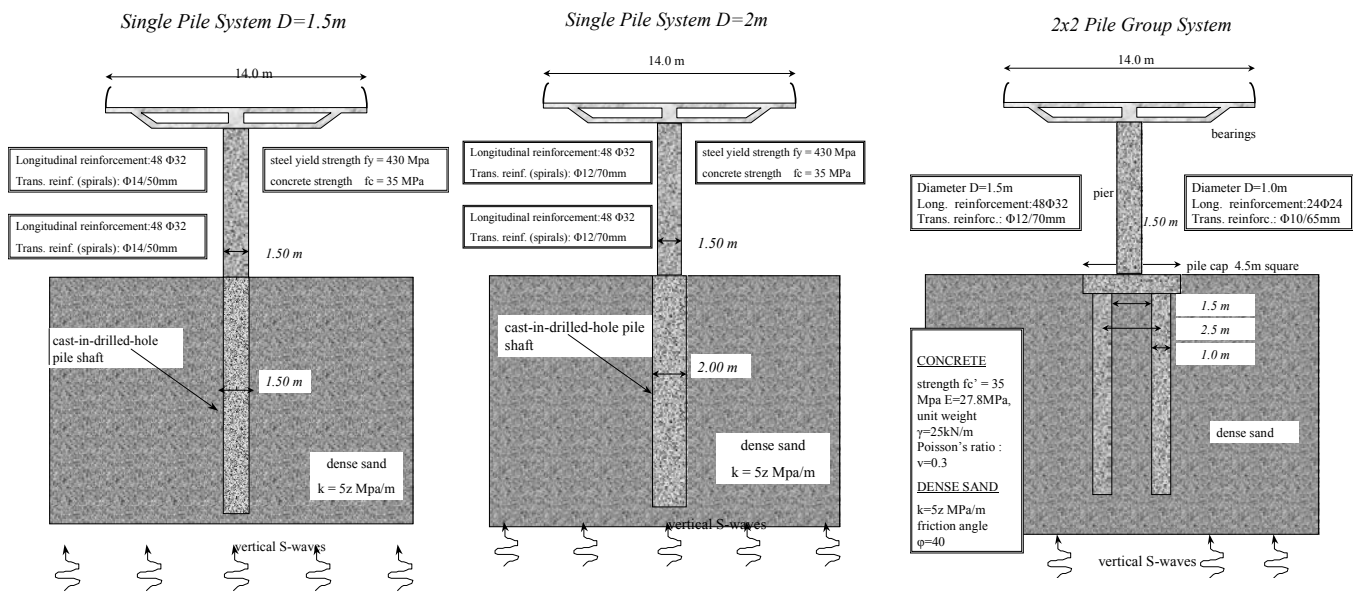 Single Pile System D=1.5m
14.0 m
Longitudinal reinforcement:48 Φ32
Trans. reinf. (spirals): Φ14/50mm
steel yield strength fy = 430 Mpa
concrete strength fc = 35 MPa
Longitudinal reinforcement:48 Φ32
Trans. reinf. (spirals): Φ14/50mm
1.50 m
cast-in-drilled-hole
pile shaft
1.50 m
dense sand
k = 5z Mpa/m
vertical S-waves
Single Pile System D=2m
14.0 m
Longitudinal reinforcement:48 Φ32
Trans. reinf. (spirals): Φ12/70mm
steel yield strength fy = 430 Mpa
concrete strength fc = 35 MPa
Longitudinal reinforcement:48 Φ32
Trans. reinf. (spirals): Φ12/70mm
1.50 m
cast-in-drilled-hole pile
shaft
2.00 m
dense sand
k = 5z Mpa/m
vertical S-waves
2x2 Pile Group System
14.0 m
bearings
Diameter D=1.5m
Long. reinforcement:48Φ32
Trans. reinforc.: Φ12/70mm
pier
Diameter D=1.0m
Long. reinforcement:24Φ24
Trans. reinforc.: Φ10/65mm
1.50 m
pile cap 4.5m square
1.5 m
2.5 m
1.0 m
CONCRETE
strength fc’ = 35
Mpa E=27.8MPa,
unit weight
γ=25kN/m
Poisson's ratio :
v=0.3
DENSE SAND
k=5z MPa/m
friction angle
φ=40
dense sand
vertical S-waves